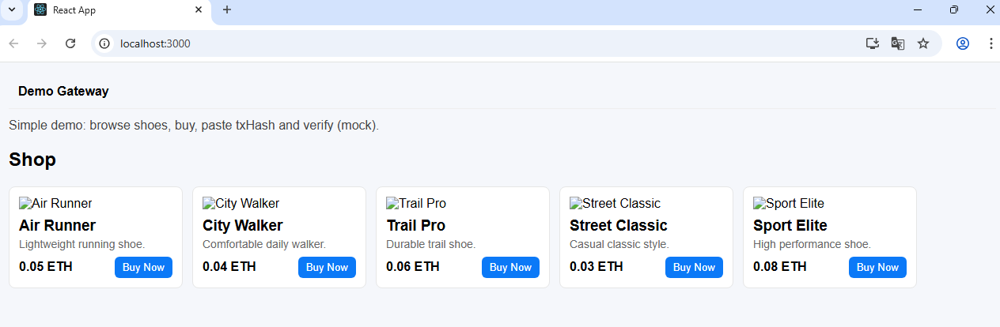 React App
localhost:3000
Demo Gateway
Simple demo: browse shoes, buy, paste txHash and verify (mock).
Shop
Air Runner
Air Runner
Lightweight running shoe.
0.05 ETH Buy Now
City Walker
City Walker
Comfortable daily walker.
0.04 ETH Buy Now
Trail Pro
Trail Pro
Durable trail shoe.
0.06 ETH Buy Now
Street Classic
Street Classic
Casual classic style.
0.03 ETH Buy Now
Sport Elite
Sport Elite
High performance shoe.
0.08 ETH Buy Now